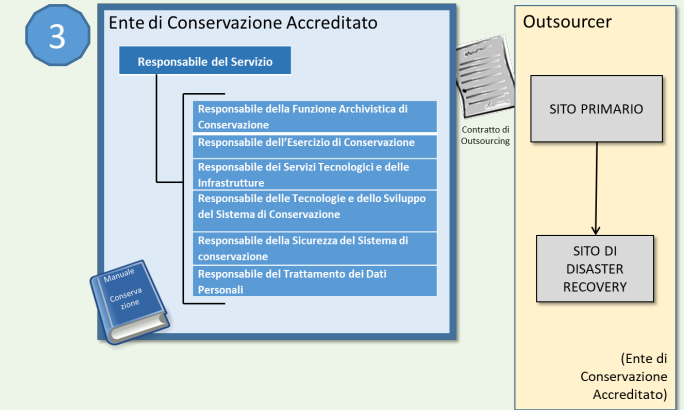 3
Ente di Conservazione Accreditato
Responsabile del Servizio
Responsabile della Funzione Archivistica di
Conservazione
Responsabile dell'Esercizio di Conservazione
Responsabile dei Servizi Tecnologici e delle
Infrastrutture
Responsabile delle Tecnologie e dello Sviluppo
del Sistema di Conservazione
Responsabile della Sicurezza del Sistema di
conservazione
Responsabile del Trattamento dei Dati
Personali
Manuale
Conserva
zione
Contratto di
Outsourcing
Outsourcer
SITO PRIMARIO
SITO DI
DISASTER
RECOVERY
(Ente di
Conservazione
Accreditato)